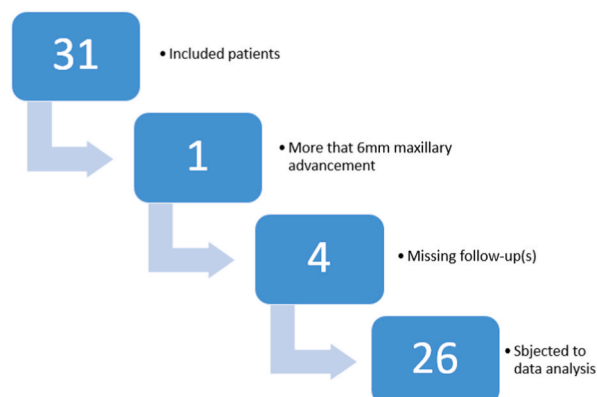 31
• Included patients
1
• More that 6mm maxillary
advancement
4
• Missing follow-up(s)
26
• Sbjected to
data analysis